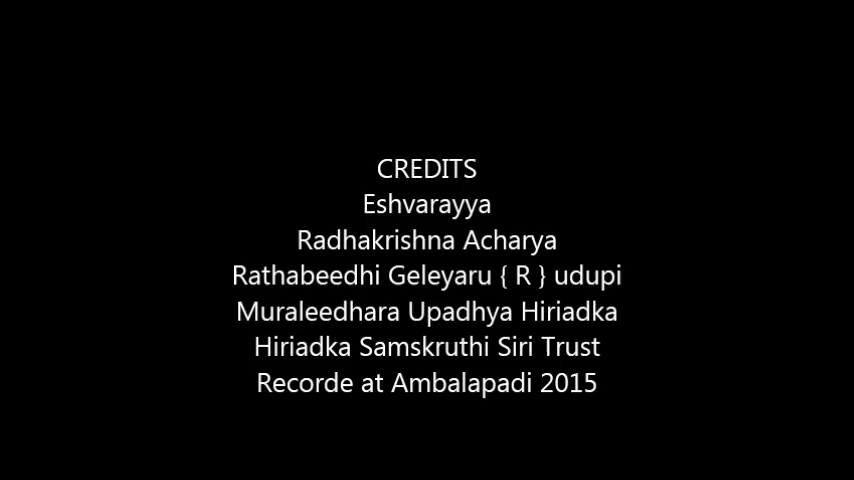 CREDITS
Eshvarayya
Radhakrishna Acharya
Rathabeedhi Geleyaru { R } udupi
Muraleedhara Upadhya Hiriadka
Hiriadka Samskruthi Siri Trust
Recorde at Ambalapadi 2015